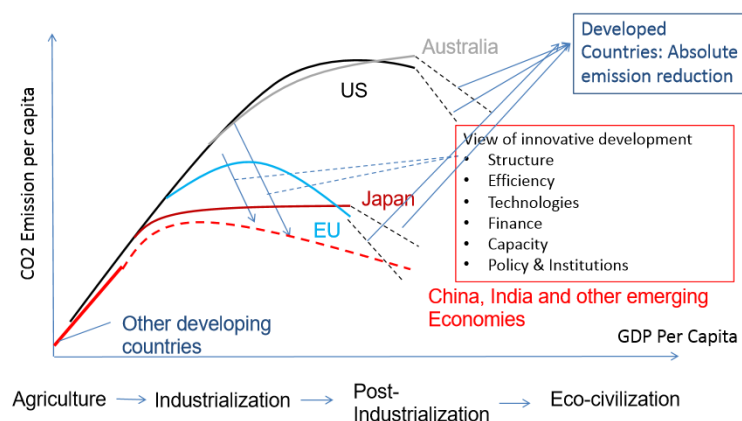 Developed
Countries: Absolute
emission reduction
Australia
US
View of innovative development
• Structure
• Efficiency
• Technologies
• Finance
• Capacity
• Policy & Institutions
Japan
EU
CO2 Emission per capita
China, India and other emerging
Economies
Other developing
countries
GDP Per Capita
Agriculture
Industrialization
Post-
Industrialization
Eco-civilization